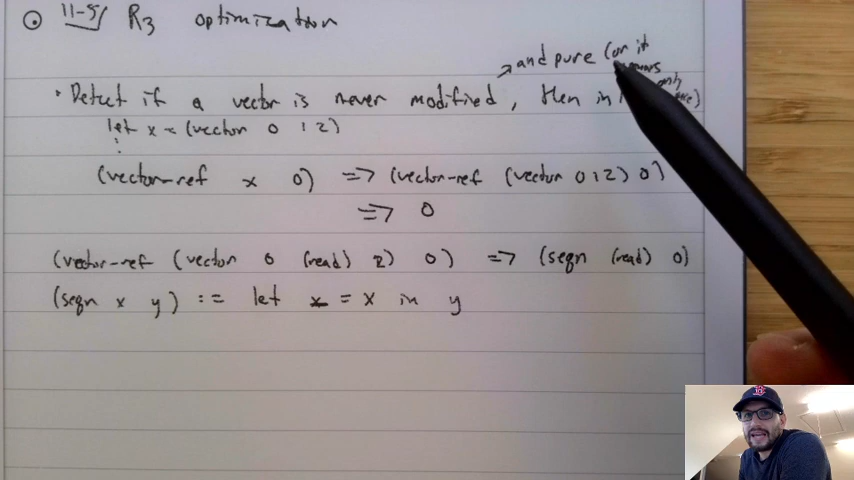 11-5/ R3 optimization
and pure (or it
only
• Detect if a vector is never modified, then in
let x = (vector 0 1 2)
⋮
(vector-ref x 0) => (vector-ref (vector 0 1 2) 0)
=> 0
(vector-ref (vector 0 (read) 2) 0) => (seqn (read) 0)
(seqn x y) := let _ = x in y